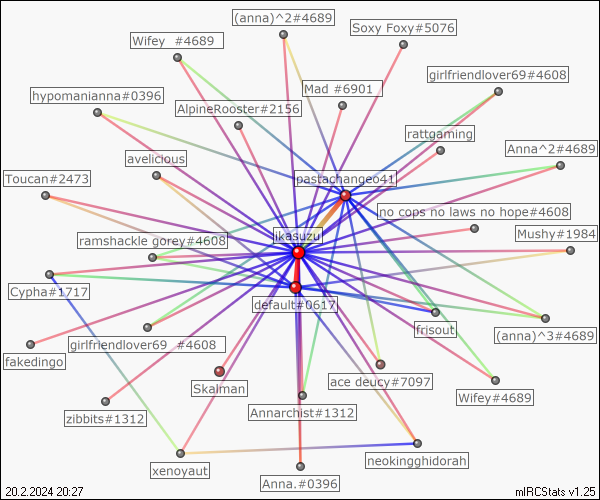 (anna)^2#4689
Soxy Foxy#5076
Wifey  #4689
girlfriendlover69#4608
Mad #6901
hypomanianna#0396
AlpineRooster#2156
rattgaming
Anna^2#4689
avelicious
pastachangeo41
Toucan#2473
no cops no laws no hope#4608
jkasuzu
ramshackle gorey#4608
Mushy#1984
Cypha#1717
default#0617
frisout
(anna)^3#4689
girlfriendlover69  #4608
fakedingo
ace deucy#7097
Skalman
Wifey#4689
Annarchist#1312
zibbits#1312
neokingghidorah
xenoyaut
Anna.#0396
20.2.2024 20:27
mIRCStats v1.25